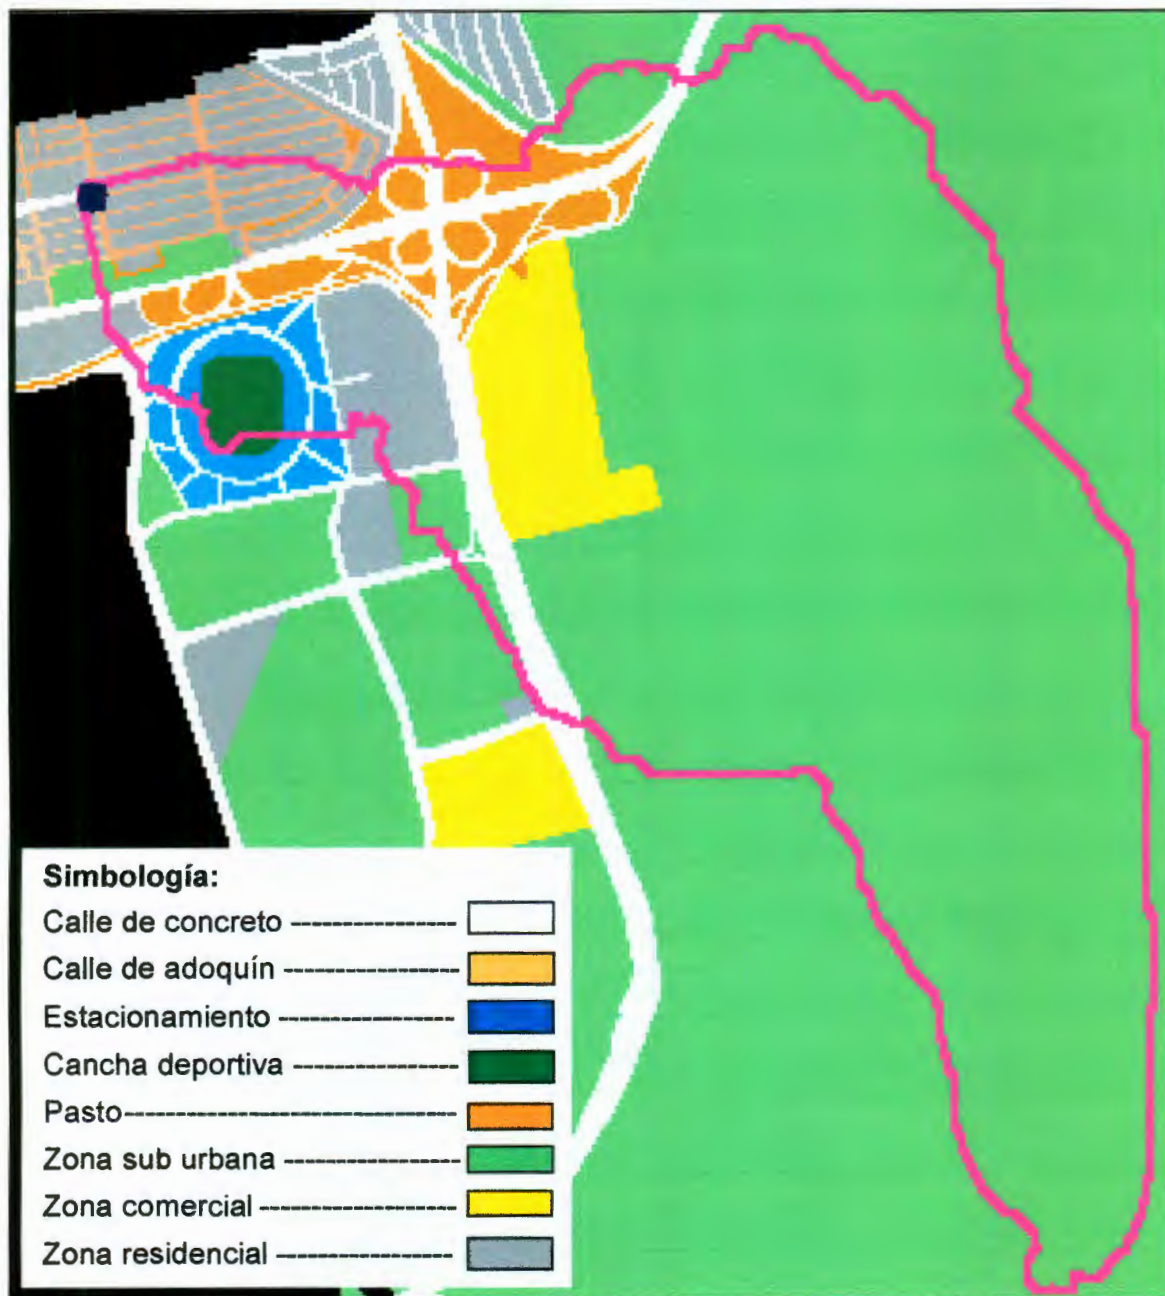 Simbología:
Calle de concreto
Calle de adoquín
Estacionamiento
Cancha deportiva
Pasto
Zona sub urbana
Zona comercial
Zona residencial